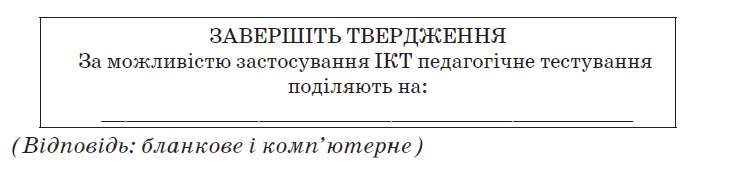 ЗАВЕРШІТЬ ТВЕРДЖЕННЯ
За можливістю застосування ІКТ педагогічне тестування
поділяють на:
(Відповідь: бланкове і комп’ютерне)